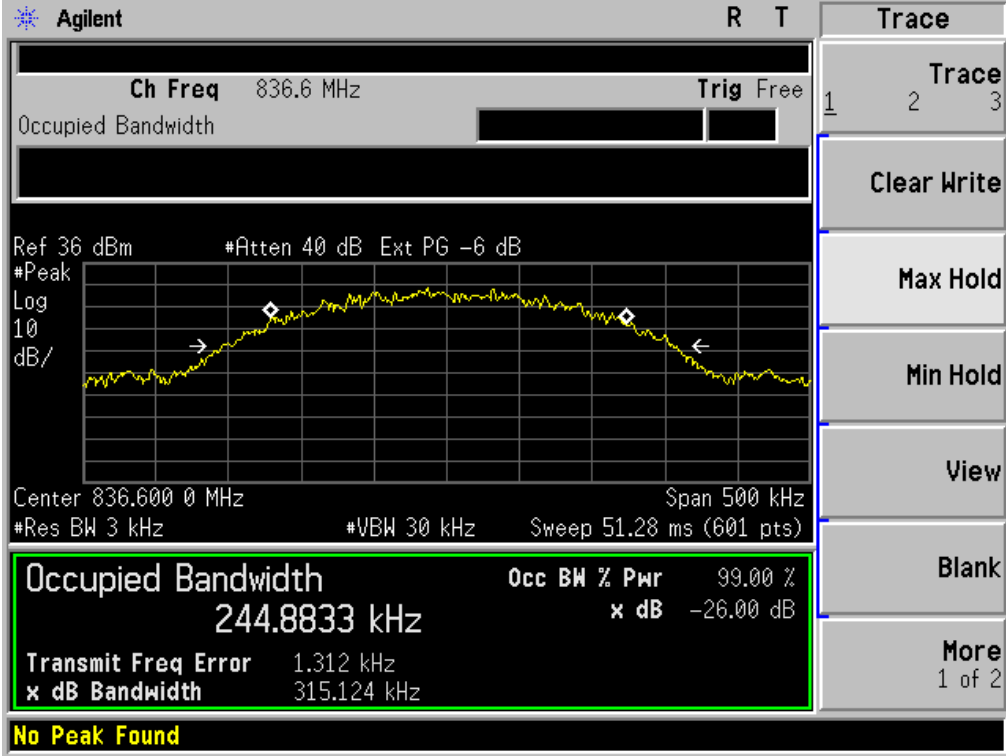 Agilent R T
Ch Freq 836.6 MHz Trig Free
Occupied Bandwidth
Ref 36 dBm #Atten 40 dB Ext PG -6 dB
#Peak
Log
10
dB/
Center 836.600 0 MHz Span 500 kHz
#Res BW 3 kHz #VBW 30 kHz Sweep 51.28 ms (601 pts)
Occupied Bandwidth
244.8833 kHz
Occ BW % Pwr 99.00 %
x dB -26.00 dB
Transmit Freq Error 1.312 kHz
x dB Bandwidth 315.124 kHz
No Peak Found
Trace
Trace
1 2 3
Clear Write
Max Hold
Min Hold
View
Blank
More
1 of 2